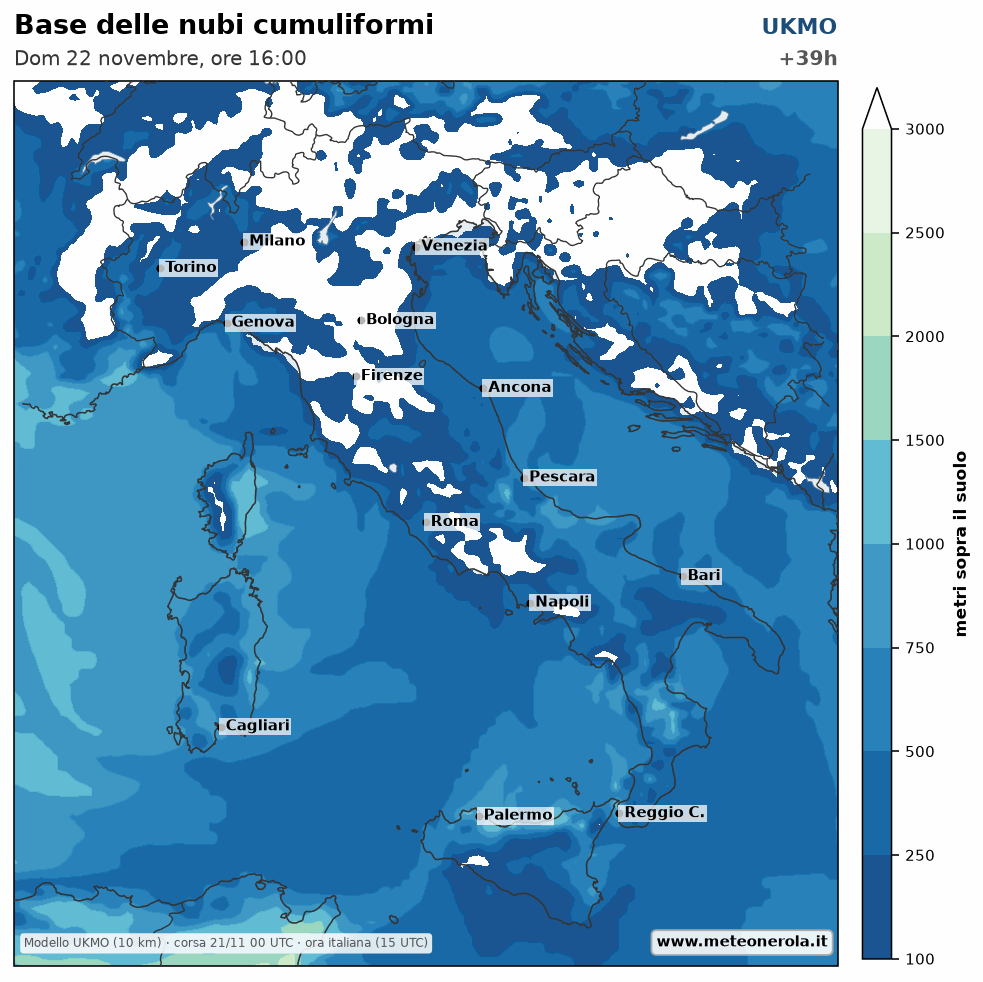 Base delle nubi cumuliformi
UKMO
Dom 22 novembre, ore 16:00
+39h
3000
2500
2000
1500
1000
750
500
250
100
metri sopra il suolo
Milano
Venezia
Torino
Genova
Bologna
Firenze
Ancona
Pescara
Roma
Bari
Napoli
Cagliari
Palermo
Reggio C.
Modello UKMO (10 km) · corsa 21/11 00 UTC · ora italiana (15 UTC)
www.meteonerola.it